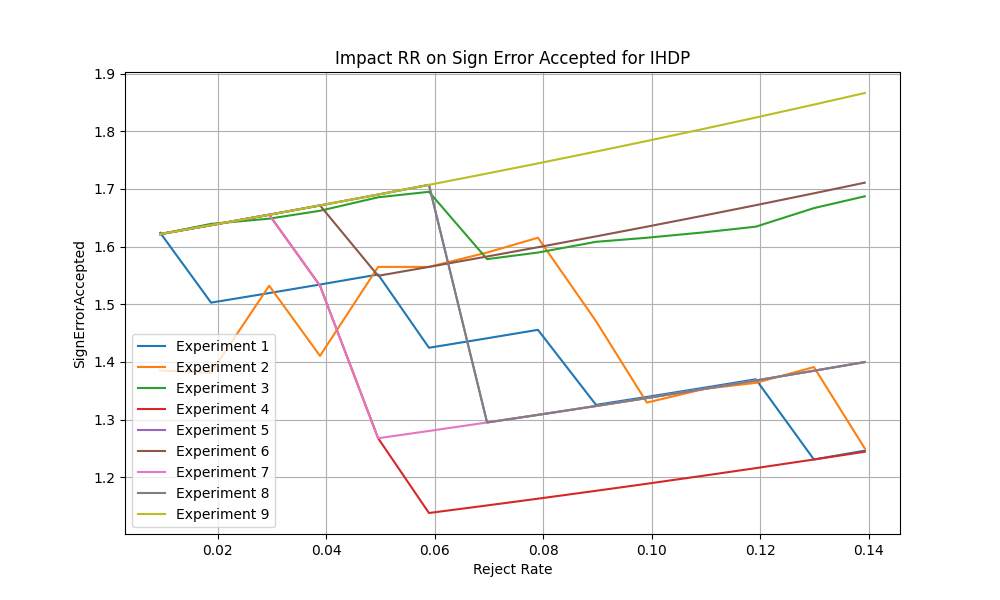 Impact RR on Sign Error Accepted for IHDP
SignErrorAccepted
1.9
1.8
1.7
1.6
1.5
1.4
1.3
1.2
Experiment 1
Experiment 2
Experiment 3
Experiment 4
Experiment 5
Experiment 6
Experiment 7
Experiment 8
Experiment 9
0.02 0.04 0.06 0.08 0.10 0.12 0.14
Reject Rate